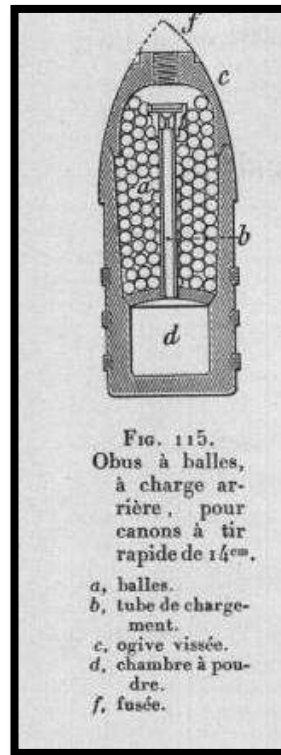 f
c
a
b
d
FIG. 115.
Obus à balles,
à charge ar-
rière, pour
canons à tir
rapide de 14cm.
a, balles.
b, tube de charge-
ment.
c, ogive vissée.
d, chambre à pou-
dre.
f, fusée.